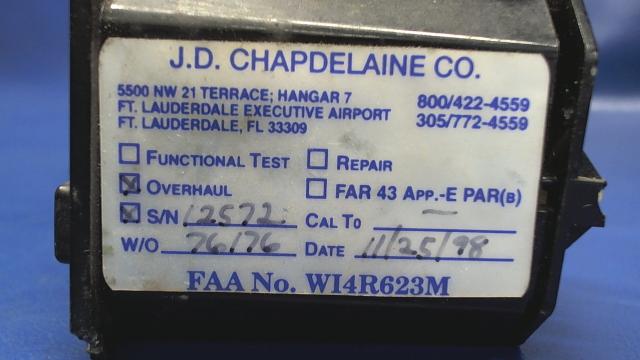 J.D. CHAPDELAINE CO.
5500 NW 21 TERRACE; HANGAR 7 800/422-4559
FT. LAUDERDALE EXECUTIVE AIRPORT 305/772-4559
FT. LAUDERDALE, FL 33309
FUNCTIONAL TEST REPAIR
OVERHAUL FAR 43 APP.-E PAR(B)
S/N 12572 CAL TO —
W/O 76176 DATE 11/25/98
FAA NO. WI4R623M